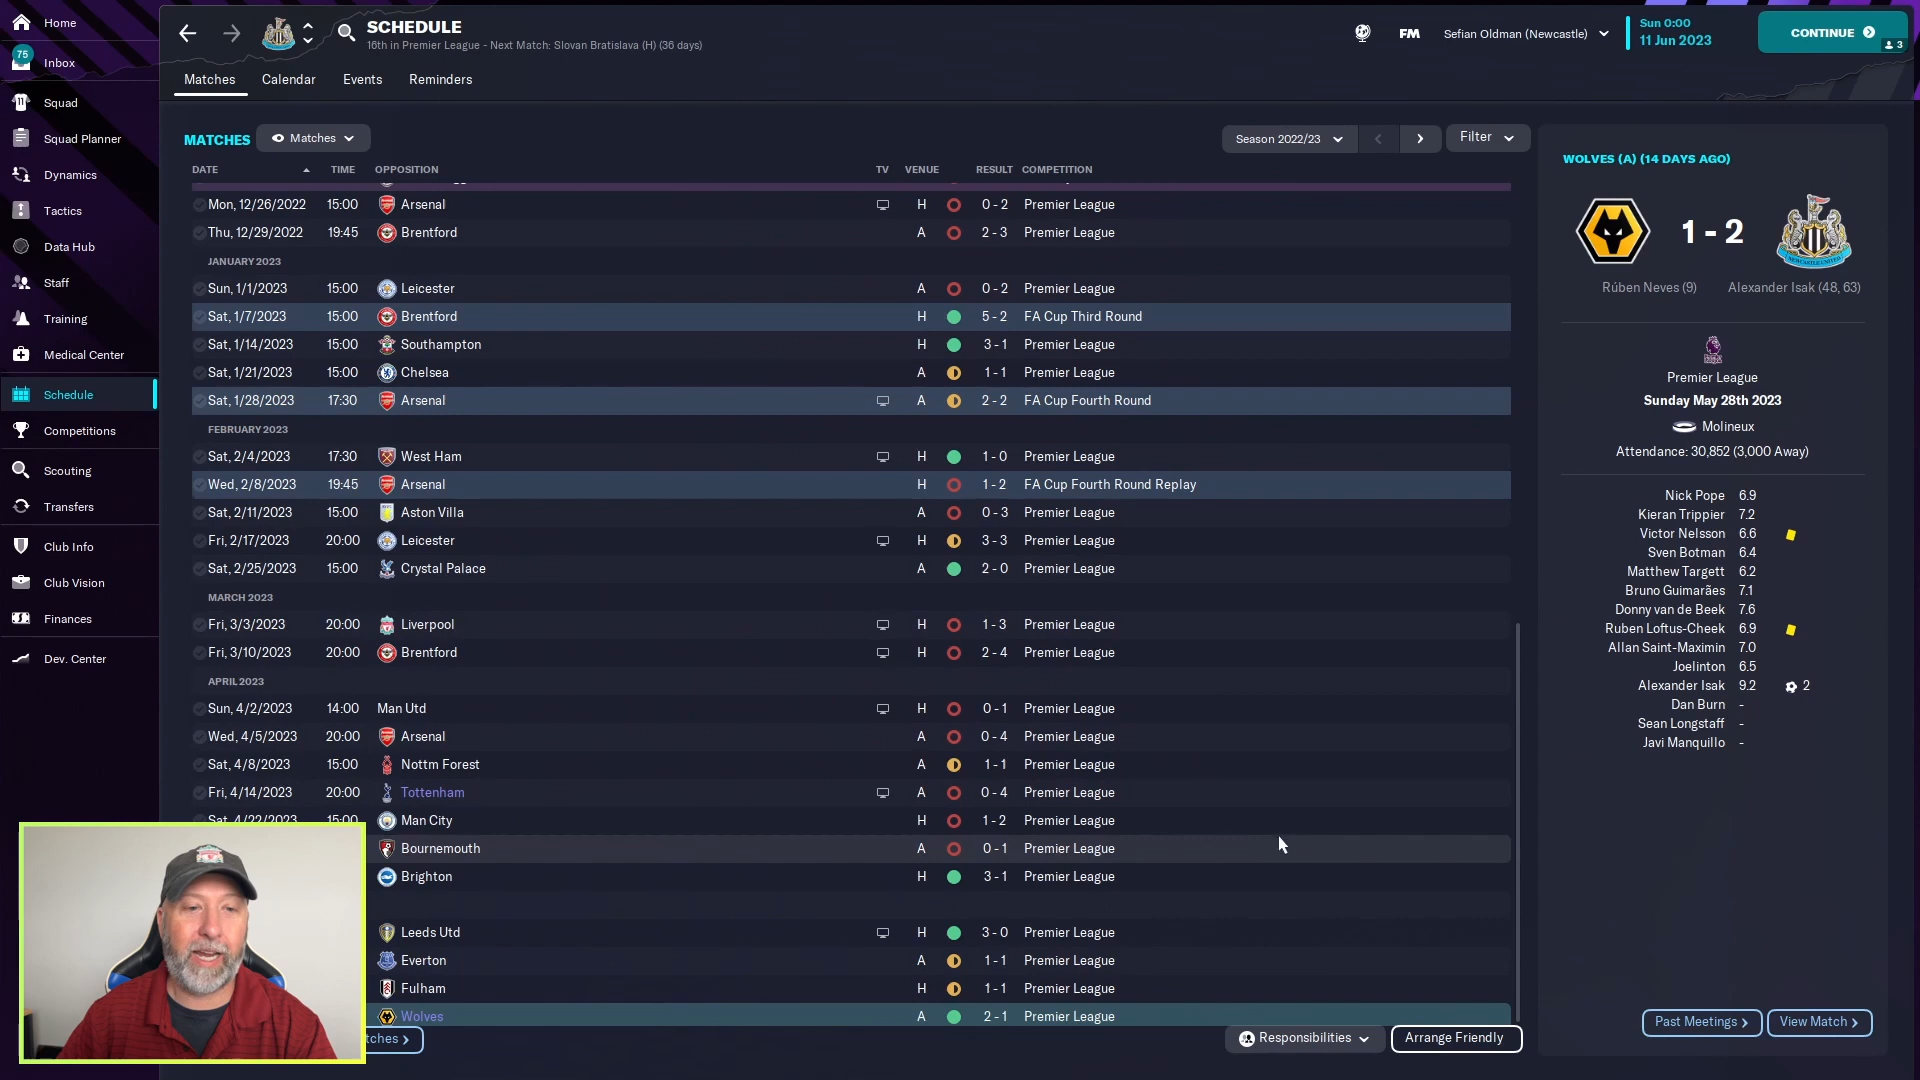 Home
75
Inbox
Squad
Squad Planner
Dynamics
Tactics
Data Hub
Staff
Training
Medical Center
Schedule
Competitions
Scouting
Transfers
Club Info
Club Vision
Finances
Dev. Center
SCHEDULE
16th in Premier League - Next Match: Slovan Bratislava (H) (36 days)
FM
Sefian Oldman (Newcastle)
Sun 0:00
11 Jun 2023
CONTINUE
3
Matches Calendar Events Reminders
MATCHES Matches Season 2022/23 Filter
DATE TIME OPPOSITION TV VENUE RESULT COMPETITION
Mon, 12/26/2022 15:00 Arsenal H 0 - 2 Premier League
Thu, 12/29/2022 19:45 Brentford A 2 - 3 Premier League
JANUARY 2023
Sun, 1/1/2023 15:00 Leicester A 0 - 2 Premier League
Sat, 1/7/2023 15:00 Brentford H 5 - 2 FA Cup Third Round
Sat, 1/14/2023 15:00 Southampton H 3 - 1 Premier League
Sat, 1/21/2023 15:00 Chelsea A 1 - 1 Premier League
Sat, 1/28/2023 17:30 Arsenal A 2 - 2 FA Cup Fourth Round
FEBRUARY 2023
Sat, 2/4/2023 17:30 West Ham H 1 - 0 Premier League
Wed, 2/8/2023 19:45 Arsenal H 1 - 2 FA Cup Fourth Round Replay
Sat, 2/11/2023 15:00 Aston Villa A 0 - 3 Premier League
Fri, 2/17/2023 20:00 Leicester H 3 - 3 Premier League
Sat, 2/25/2023 15:00 Crystal Palace A 2 - 0 Premier League
MARCH 2023
Fri, 3/3/2023 20:00 Liverpool H 1 - 3 Premier League
Fri, 3/10/2023 20:00 Brentford H 2 - 4 Premier League
APRIL 2023
Sun, 4/2/2023 14:00 Man Utd H 0 - 1 Premier League
Wed, 4/5/2023 20:00 Arsenal A 0 - 4 Premier League
Sat, 4/8/2023 15:00 Nottm Forest A 1 - 1 Premier League
Fri, 4/14/2023 20:00 Tottenham A 0 - 4 Premier League
Sat, 4/22/2023 15:00 Man City H 1 - 2 Premier League
Bournemouth A 0 - 1 Premier League
Brighton H 3 - 1 Premier League
Leeds Utd H 3 - 0 Premier League
Everton A 1 - 1 Premier League
Fulham H 1 - 1 Premier League
Wolves A 2 - 1 Premier League
Responsibilities Arrange Friendly
WOLVES (A) (14 DAYS AGO)
1 - 2
Rúben Neves (9) Alexander Isak (48, 63)
Premier League
Sunday May 28th 2023
Molineux
Attendance: 30,852 (3,000 Away)
Nick Pope 6.9
Kieran Trippier 7.2
Victor Nelsson 6.6
Sven Botman 6.4
Matthew Targett 6.2
Bruno Guimarães 7.1
Donny van de Beek 7.6
Ruben Loftus-Cheek 6.9
Allan Saint-Maximin 7.0
Joelinton 6.5
Alexander Isak 9.2 2
Dan Burn -
Sean Longstaff -
Javi Manquillo -
Past Meetings View Match